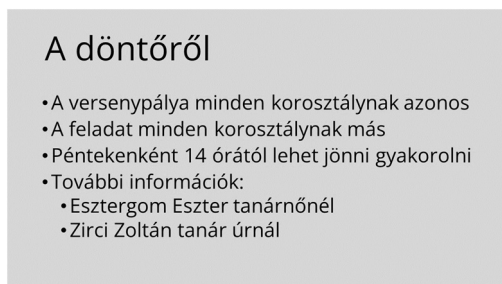 A döntőről
•A versenypálya minden korosztálynak azonos
•A feladat minden korosztálynak más
•Péntekenként 14 órától lehet jönni gyakorolni
•További információk:
•Esztergom Eszter tanárnőnél
•Zirci Zoltán tanár úrnál